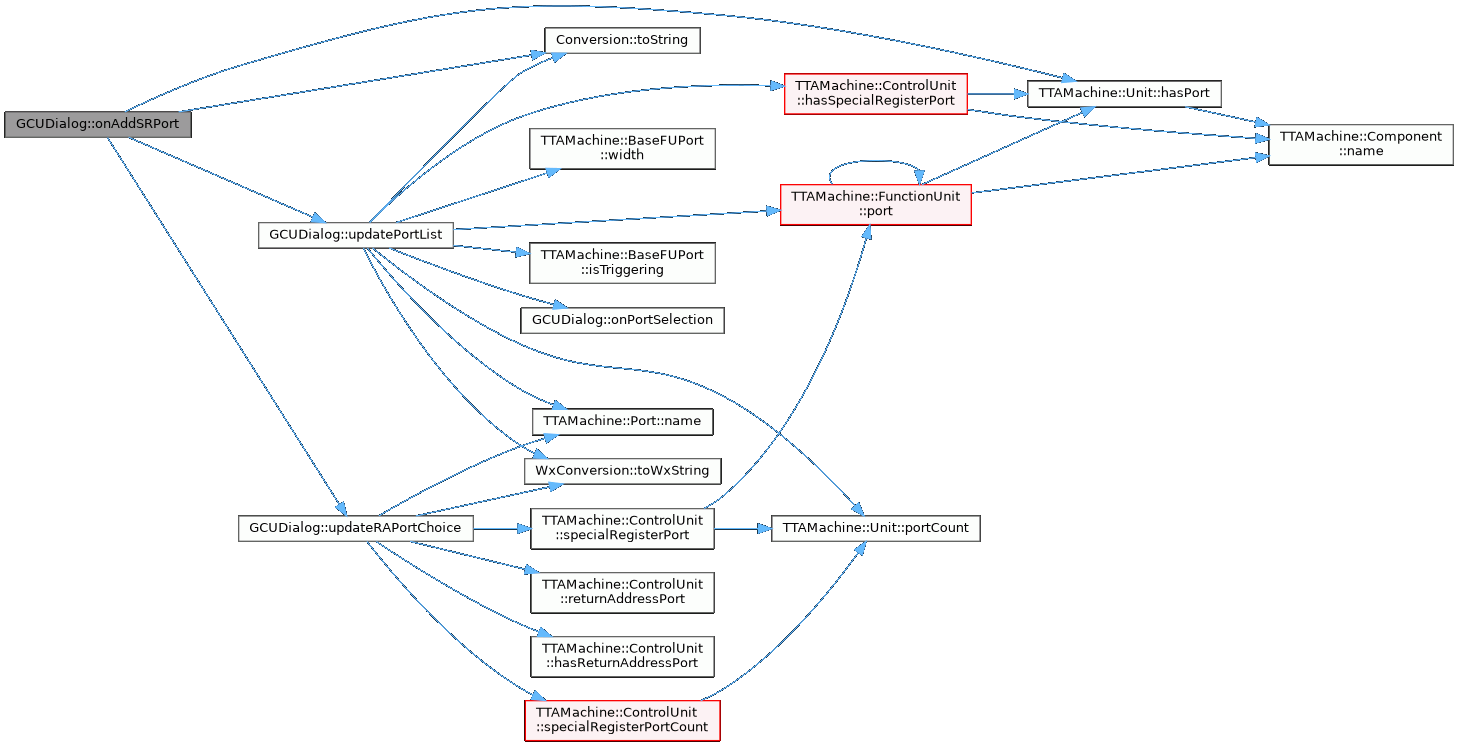 GCUDialog::onAddSRPort
Conversion::toString
TTAMachine::ControlUnit
::hasSpecialRegisterPort
TTAMachine::Unit::hasPort
TTAMachine::Component
::name
TTAMachine::BaseFUPort
::width
TTAMachine::FunctionUnit
::port
GCUDialog::updatePortList
TTAMachine::BaseFUPort
::isTriggering
GCUDialog::onPortSelection
TTAMachine::Port::name
WxConversion::toWxString
GCUDialog::updateRAPortChoice
TTAMachine::ControlUnit
::specialRegisterPort
TTAMachine::Unit::portCount
TTAMachine::ControlUnit
::returnAddressPort
TTAMachine::ControlUnit
::hasReturnAddressPort
TTAMachine::ControlUnit
::specialRegisterPortCount